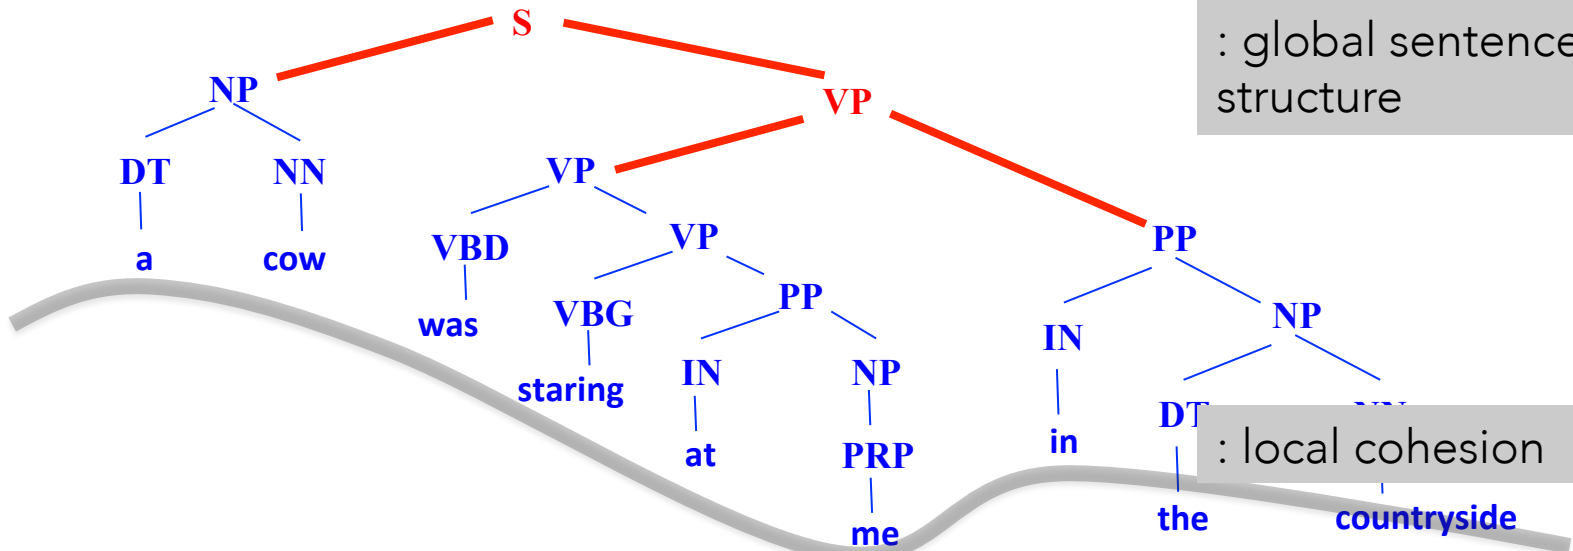 S
: global sentence
structure
NP
VP
DT NN
VP
a cow
VBD VP
PP
was
VBG PP
IN NP
staring
IN NP
DT
in
at
PRP
: local cohesion
me
the countryside